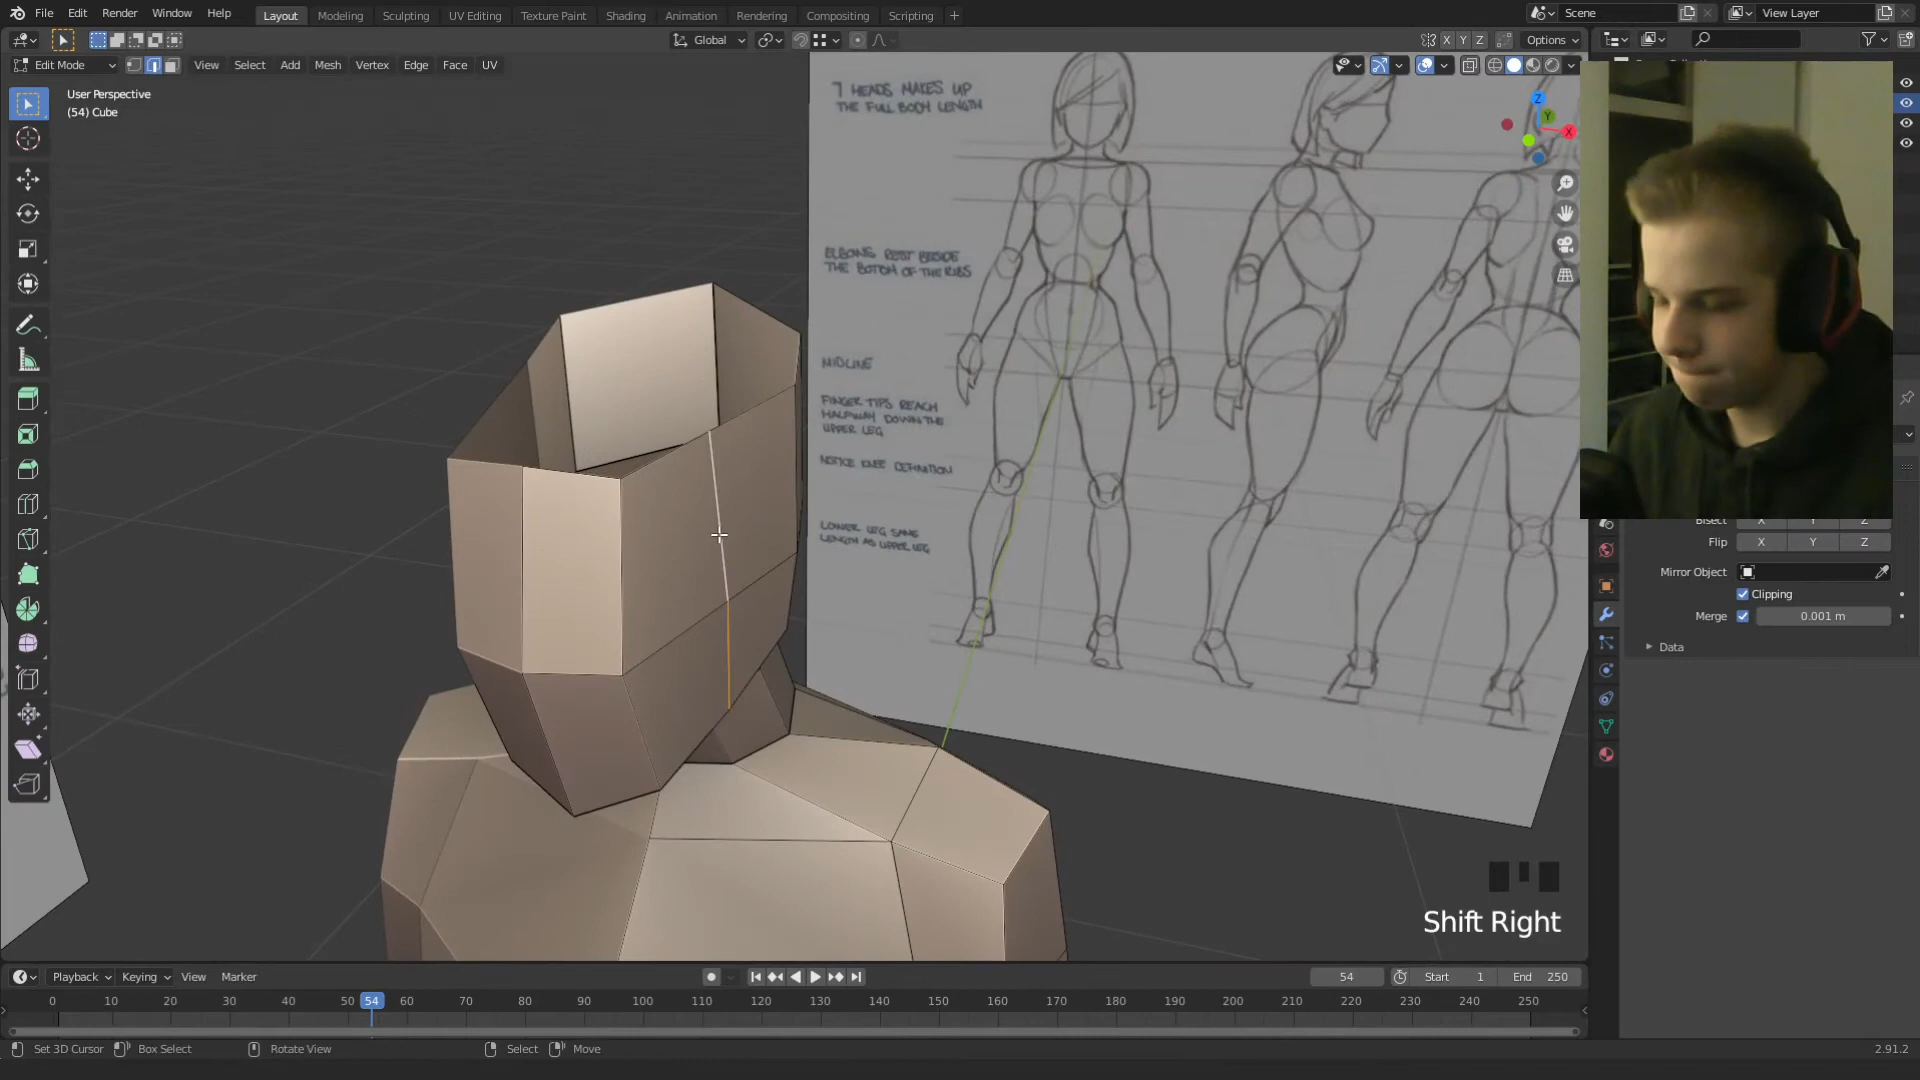 File Edit Render Window Help Layout Modeling Sculpting UV Editing Texture Paint Shading Animation Rendering Compositing Scripting Scene View Layer
Global X Y Z Options
Edit Mode View Select Add Mesh Vertex Edge Face UV
User Perspective
(54) Cube
7 HEADS MAKES UP
THE FULL BODY LENGTH
Z
Y
X
ELBOWS REST BESIDE
THE BOTTOM OF THE RIBS
MIDLINE
FINGER TIPS REACH
HALFWAY DOWN THE
UPPER LEG
NOTICE KNEE DEFINITION
LOWER LEG SAME
LENGTH AS UPPER LEG
Bisect X Y Z
Flip X Y Z
Mirror Object
Clipping
Merge 0.001 m
Data
Shift Right
Playback Keying View Marker 54 Start 1 End 250
0 10 20 30 40 50 54 60 70 80 90 100 110 120 130 140 150 160 170 180 190 200 210 220 230 240 250
Set 3D Cursor Box Select Rotate View Select Move 2.91.2